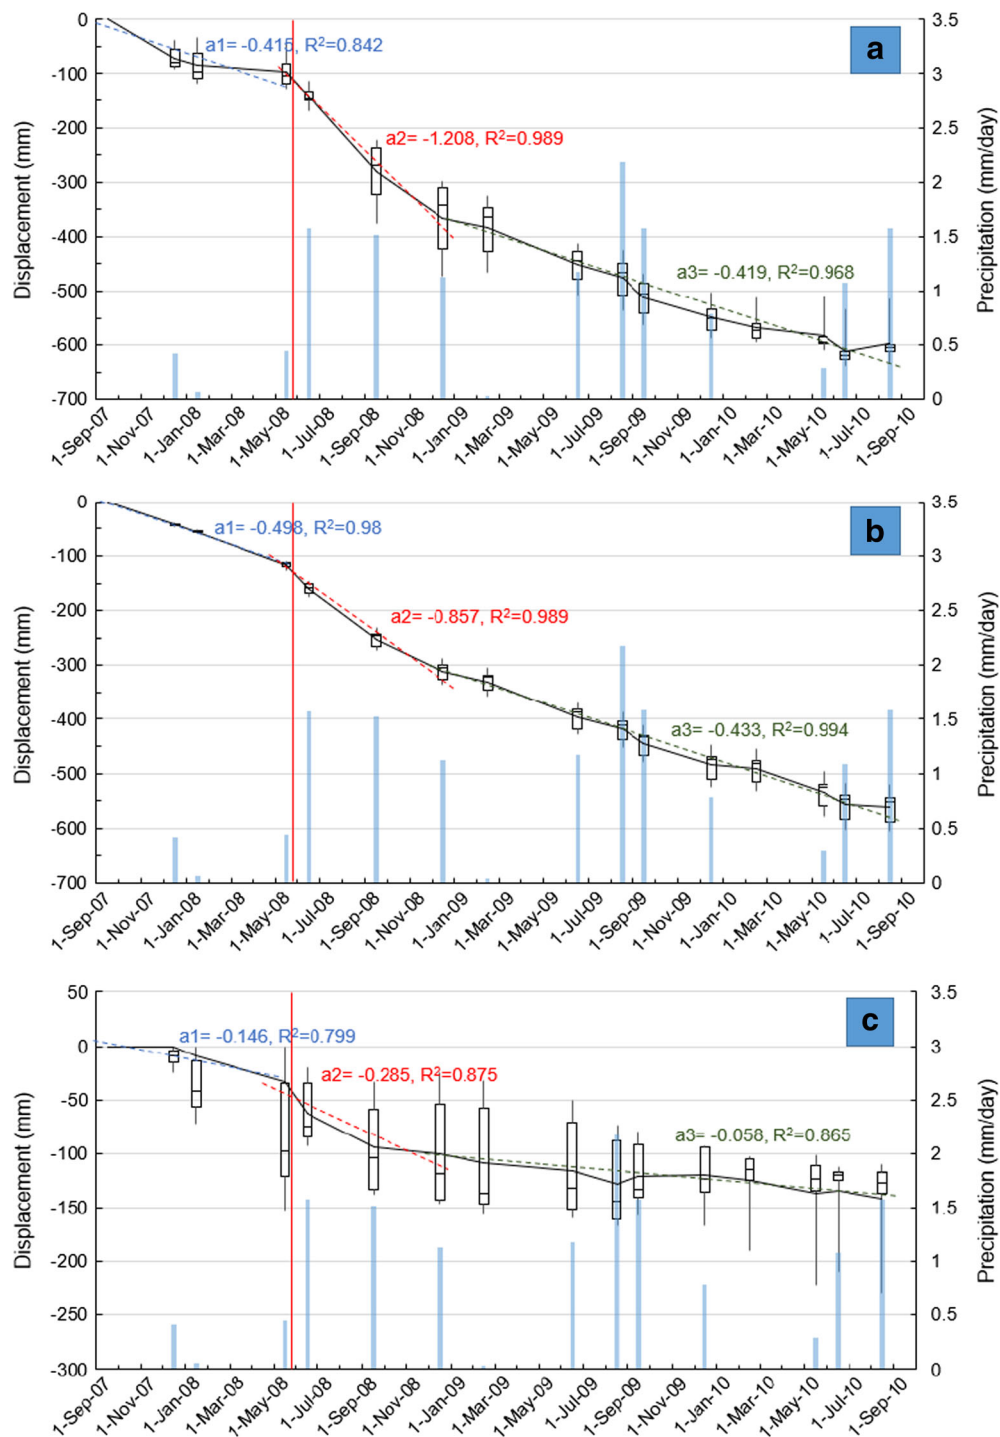 a
a1= -0.415, R²=0.842
a2= -1.208, R²=0.989
a3= -0.419, R²=0.968
Displacement (mm)
0
-100
-200
-300
-400
-500
-600
-700
Precipitation (mm/day)
3.5
3
2.5
2
1.5
1
0.5
0
1-Sep-07
1-Nov-07
1-Jan-08
1-Mar-08
1-May-08
1-Jul-08
1-Sep-08
1-Nov-08
1-Jan-09
1-Mar-09
1-May-09
1-Jul-09
1-Sep-09
1-Nov-09
1-Jan-10
1-Mar-10
1-May-10
1-Jul-10
1-Sep-10
b
a1= -0.498, R²=0.98
a2= -0.857, R²=0.989
a3= -0.433, R²=0.994
Displacement (mm)
0
-100
-200
-300
-400
-500
-600
-700
Precipitation (mm/day)
3.5
3
2.5
2
1.5
1
0.5
0
1-Sep-07
1-Nov-07
1-Jan-08
1-Mar-08
1-May-08
1-Jul-08
1-Sep-08
1-Nov-08
1-Jan-09
1-Mar-09
1-May-09
1-Jul-09
1-Sep-09
1-Nov-09
1-Jan-10
1-Mar-10
1-May-10
1-Jul-10
1-Sep-10
c
a1= -0.146, R²=0.799
a2= -0.285, R²=0.875
a3= -0.058, R²=0.865
Displacement (mm)
50
0
-50
-100
-150
-200
-250
-300
Precipitation (mm/day)
3.5
3
2.5
2
1.5
1
0.5
0
1-Sep-07
1-Nov-07
1-Jan-08
1-Mar-08
1-May-08
1-Jul-08
1-Sep-08
1-Nov-08
1-Jan-09
1-Mar-09
1-May-09
1-Jul-09
1-Sep-09
1-Nov-09
1-Jan-10
1-Mar-10
1-May-10
1-Jul-10
1-Sep-10